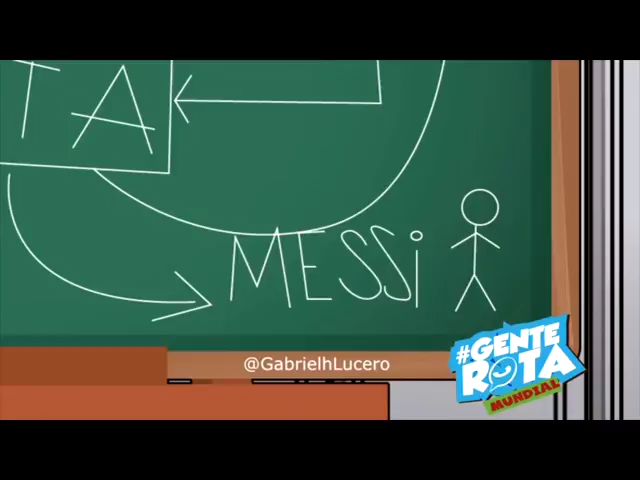 TA
MESSi
@GabrielhLucero
#GENTE
ROTA
MUNDIAL